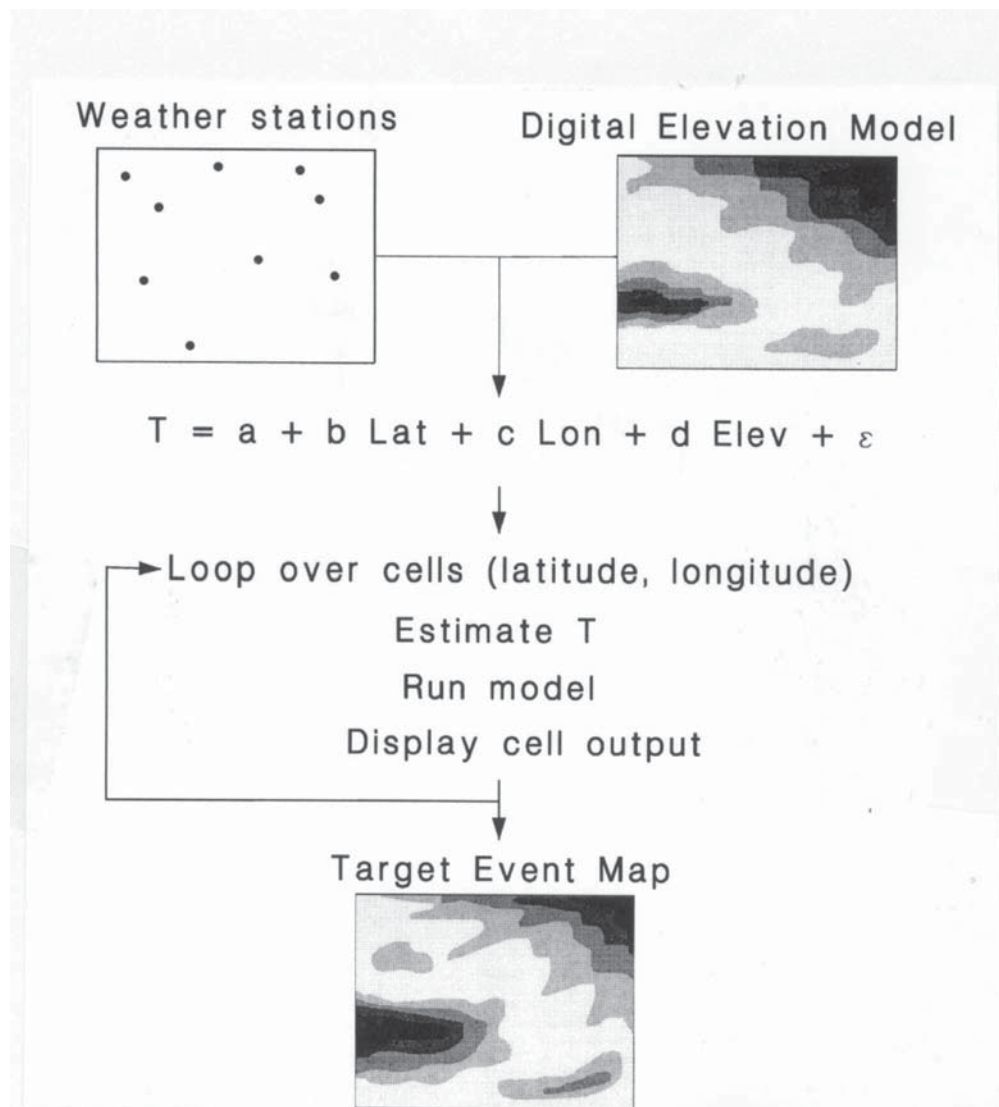 Weather stations
Digital Elevation Model
T = a + b Lat + c Lon + d Elev + ε
Loop over cells (latitude, longitude)
Estimate T
Run model
Display cell output
Target Event Map